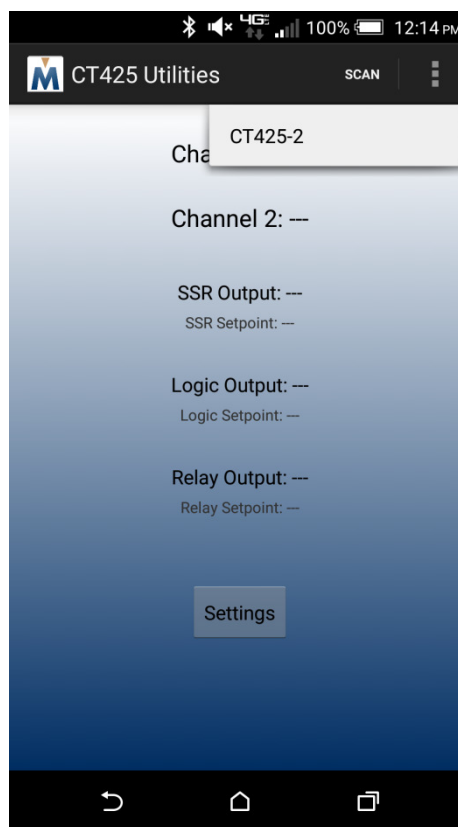 4G 100% 12:14 PM
M CT425 Utilities SCAN
CT425-2
Cha
Channel 2: ---
SSR Output: ---
SSR Setpoint: ---
Logic Output: ---
Logic Setpoint: ---
Relay Output: ---
Relay Setpoint: ---
Settings